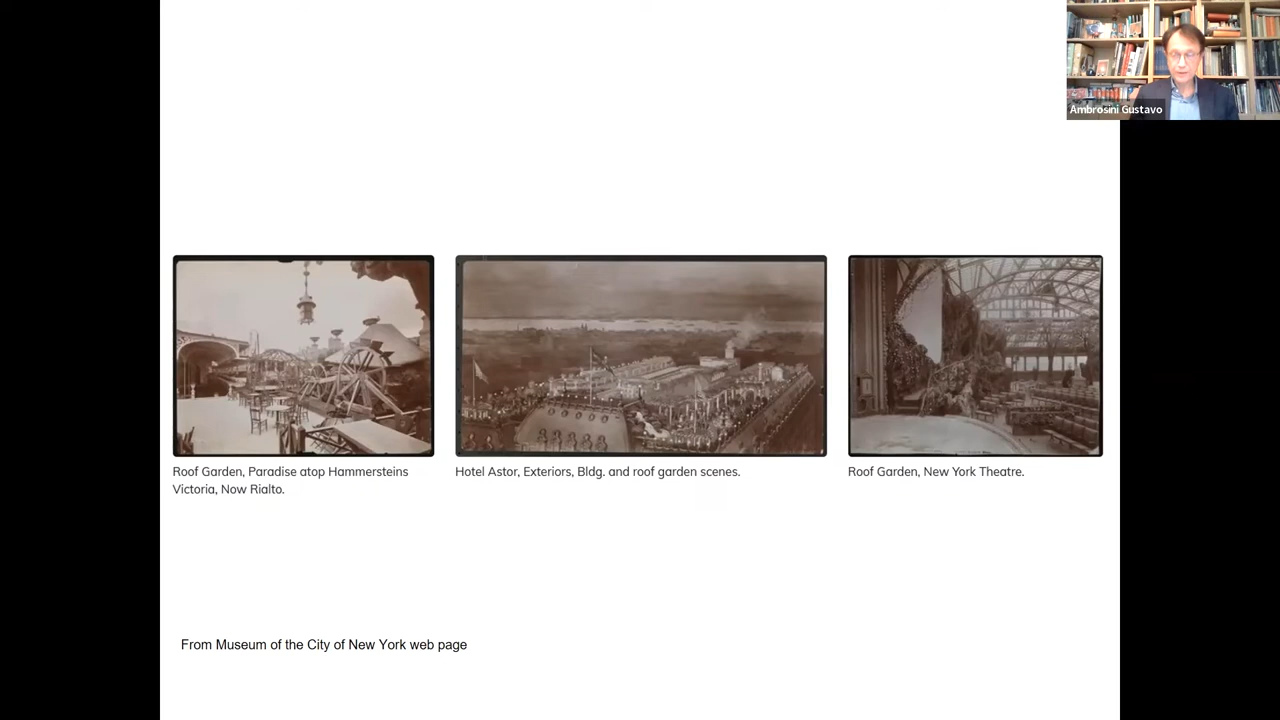 Ambrosini Gustavo
Roof Garden, Paradise atop Hammersteins
Victoria, Now Rialto.
Hotel Astor, Exteriors, Bldg. and roof garden scenes.
Roof Garden, New York Theatre.
From Museum of the City of New York web page